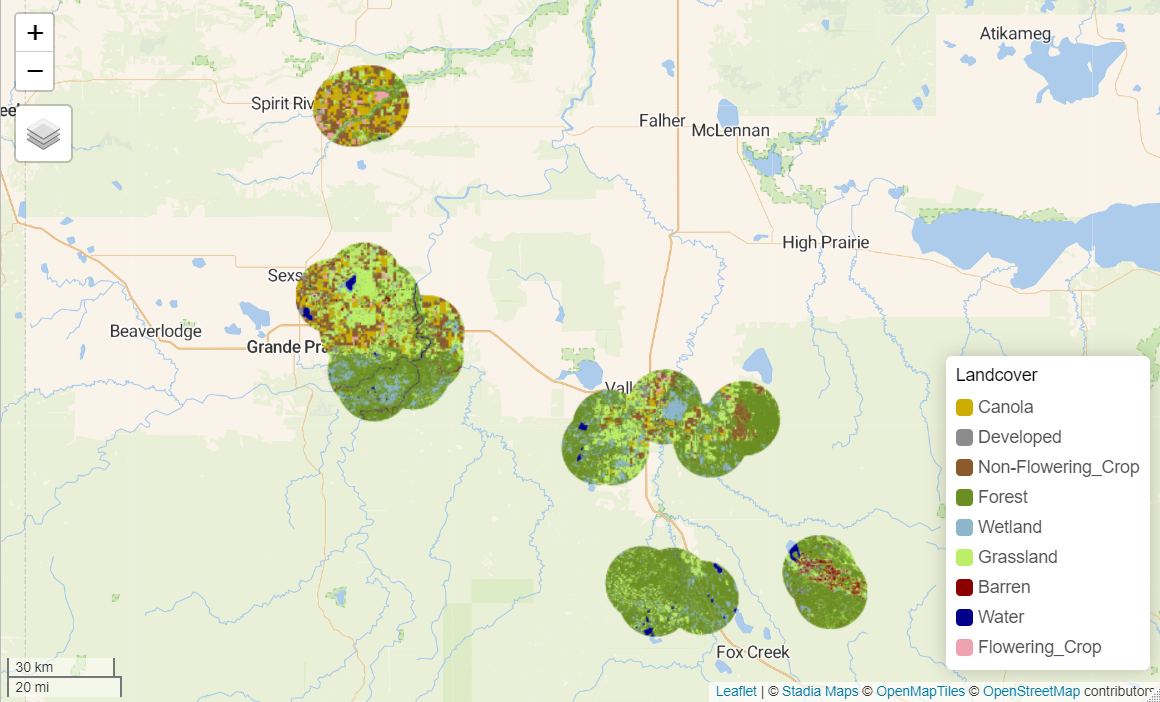 +
Atikameg
−
Spirit Riv
Falher
McLennan
High Prairie
Sexs
Beaverlodge
Grande Pra
Vall
Landcover
Canola
Developed
Non-Flowering_Crop
Forest
Wetland
Grassland
Barren
Water
Flowering_Crop
Fox Creek
30 km
20 mi
Leaflet | © Stadia Maps © OpenMapTiles © OpenStreetMap contributors